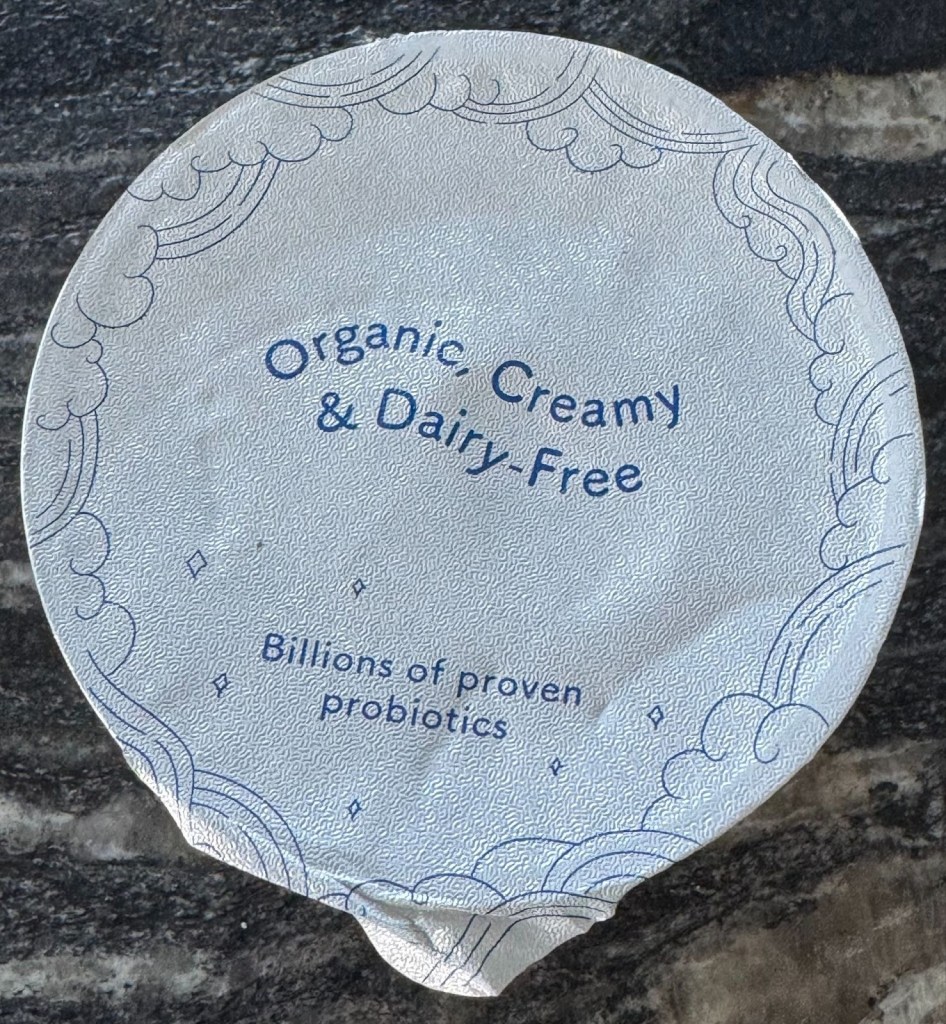 Organic, Creamy
& Dairy-Free
Billions of proven
probiotics